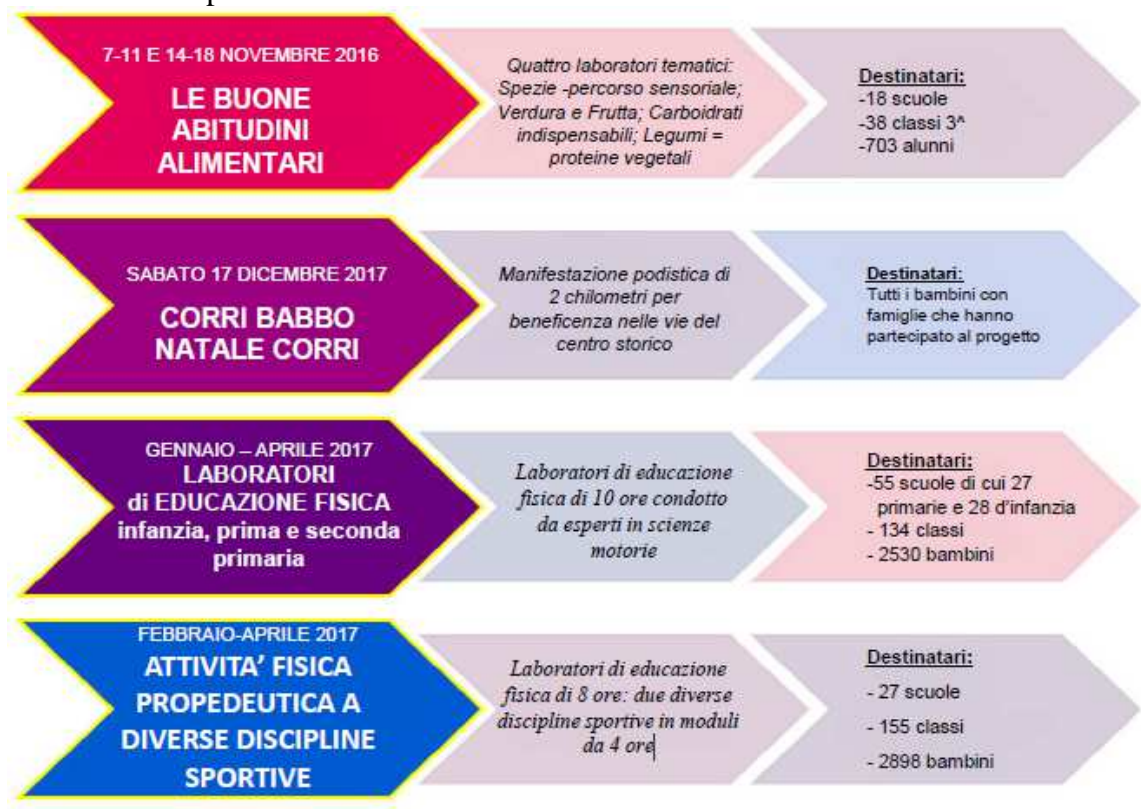 7-11 E 14-18 NOVEMBRE 2016
LE BUONE
ABITUDINI
ALIMENTARI
Quattro laboratori tematici:
Spezie -percorso sensoriale;
Verdura e Frutta; Carboidrati
indispensabili; Legumi =
proteine vegetali
Destinatari:
-18 scuole
-38 classi 3^
-703 alunni
SABATO 17 DICEMBRE 2017
CORRI BABBO
NATALE CORRI
Manifestazione podistica di
2 chilometri per
beneficenza nelle vie del
centro storico
Destinatari:
Tutti i bambini con
famiglie che hanno
partecipato al progetto
GENNAIO – APRILE 2017
LABORATORI
di EDUCAZIONE FISICA
infanzia, prima e seconda
primaria
Laboratori di educazione
fisica di 10 ore condotto
da esperti in scienze
motorie
Destinatari:
-55 scuole di cui 27
primarie e 28 d'infanzia
- 134 classi
- 2530 bambini
FEBBRAIO-APRILE 2017
ATTIVITA' FISICA
PROPEDEUTICA A
DIVERSE DISCIPLINE
SPORTIVE
Laboratori di educazione
fisica di 8 ore: due diverse
discipline sportive in moduli
da 4 ore
Destinatari:
- 27 scuole
- 155 classi
- 2898 bambini